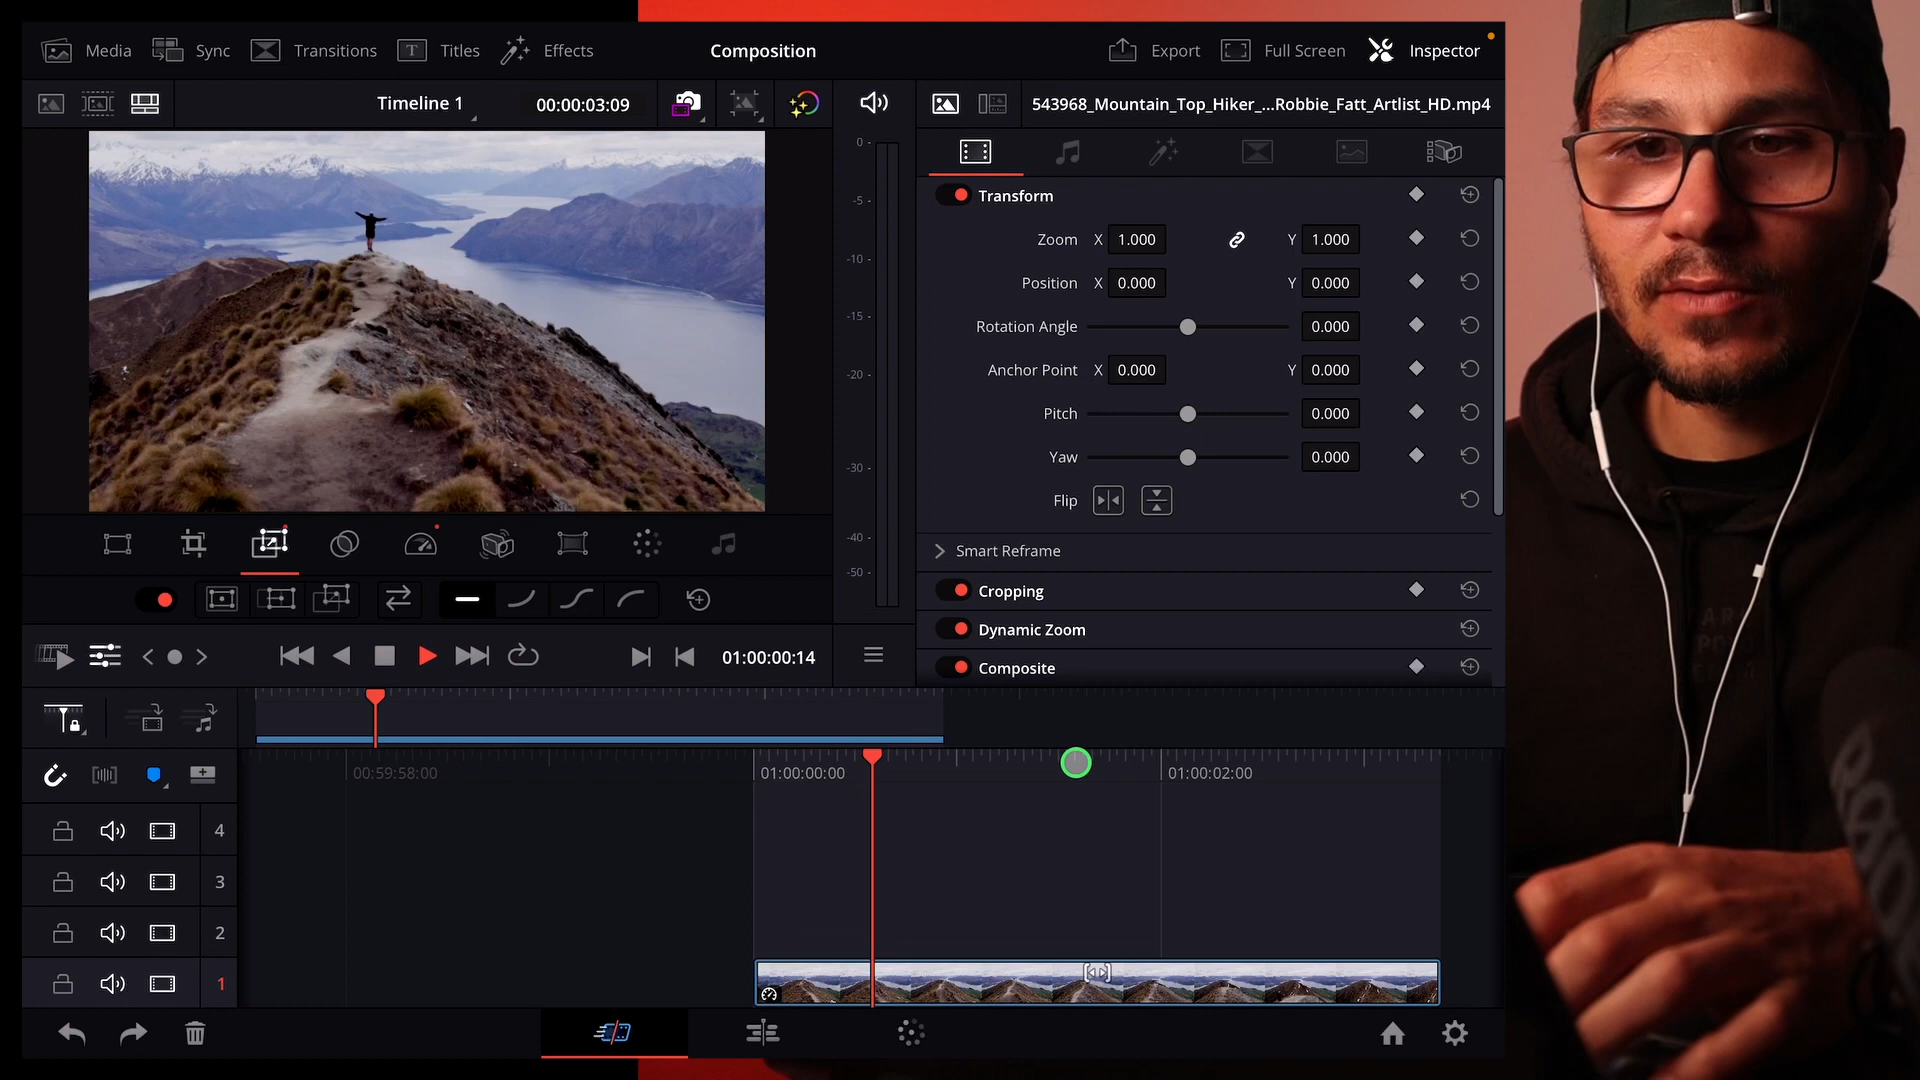 Media Sync Transitions Titles Effects Composition Export Full Screen Inspector
Timeline 1 00:00:03:09 543968_Mountain_Top_Hiker_...Robbie_Fatt_Artlist_HD.mp4
0
-5
-10
-15
-20
-30
-40
-50
Transform
Zoom X 1.000 Y 1.000
Position X 0.000 Y 0.000
Rotation Angle 0.000
Anchor Point X 0.000 Y 0.000
Pitch 0.000
Yaw 0.000
Flip
Smart Reframe
Cropping
Dynamic Zoom
Composite
01:00:00:14
00:59:58:00 01:00:00:00 01:00:02:00
4
3
2
1